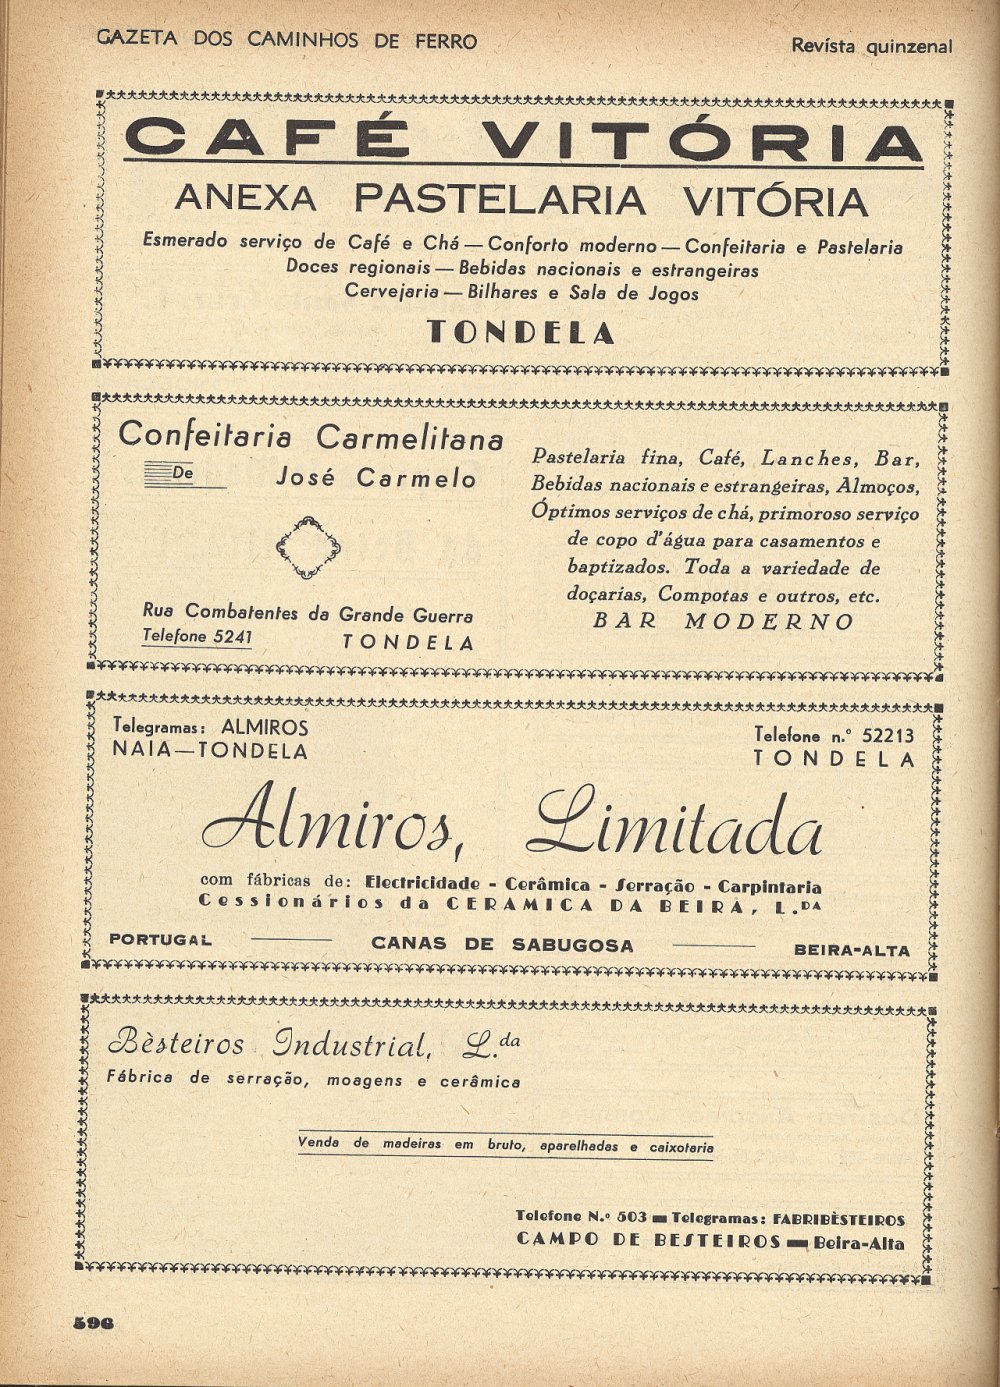 GAZETA DOS CAMINHOS DE FERRO
Revista quinzenal
CAFÉ VITÓRIA
ANEXA PASTELARIA VITÓRIA
Esmerado serviço de Café e Chá — Conforto moderno — Confeitaria e Pastelaria
Doces regionais — Bebidas nacionais e estrangeiras
Cervejaria — Bilhares e Sala de Jogos
TONDELA
Confeitaria Carmelitana
De José Carmelo
Rua Combatentes da Grande Guerra
Telefone 5241 TONDELA
Pastelaria fina, Café, Lanches, Bar,
Bebidas nacionais e estrangeiras, Almoços,
Óptimos serviços de chá, primoroso serviço
de copo d'água para casamentos e
baptizados. Toda a variedade de
doçarias, Compotas e outros, etc.
BAR MODERNO
Telegramas: ALMIROS
NAIA—TONDELA
Telefone n.º 52213
TONDELA
Almiros, Limitada
com fábricas de: Electricidade - Cerâmica - Serração - Carpintaria
Cessionários da CERAMICA DA BEIRA, L.DA
PORTUGAL — CANAS DE SABUGOSA — BEIRA-ALTA
Bèsteiros Industrial, L.da
Fábrica de serração, moagens e cerâmica
Venda de madeiras em bruto, aparelhadas e caixotaria
Telefone N.º 503 — Telegramas: FABRIBÈSTEIROS
CAMPO DE BESTEIROS — Beira-Alta
596